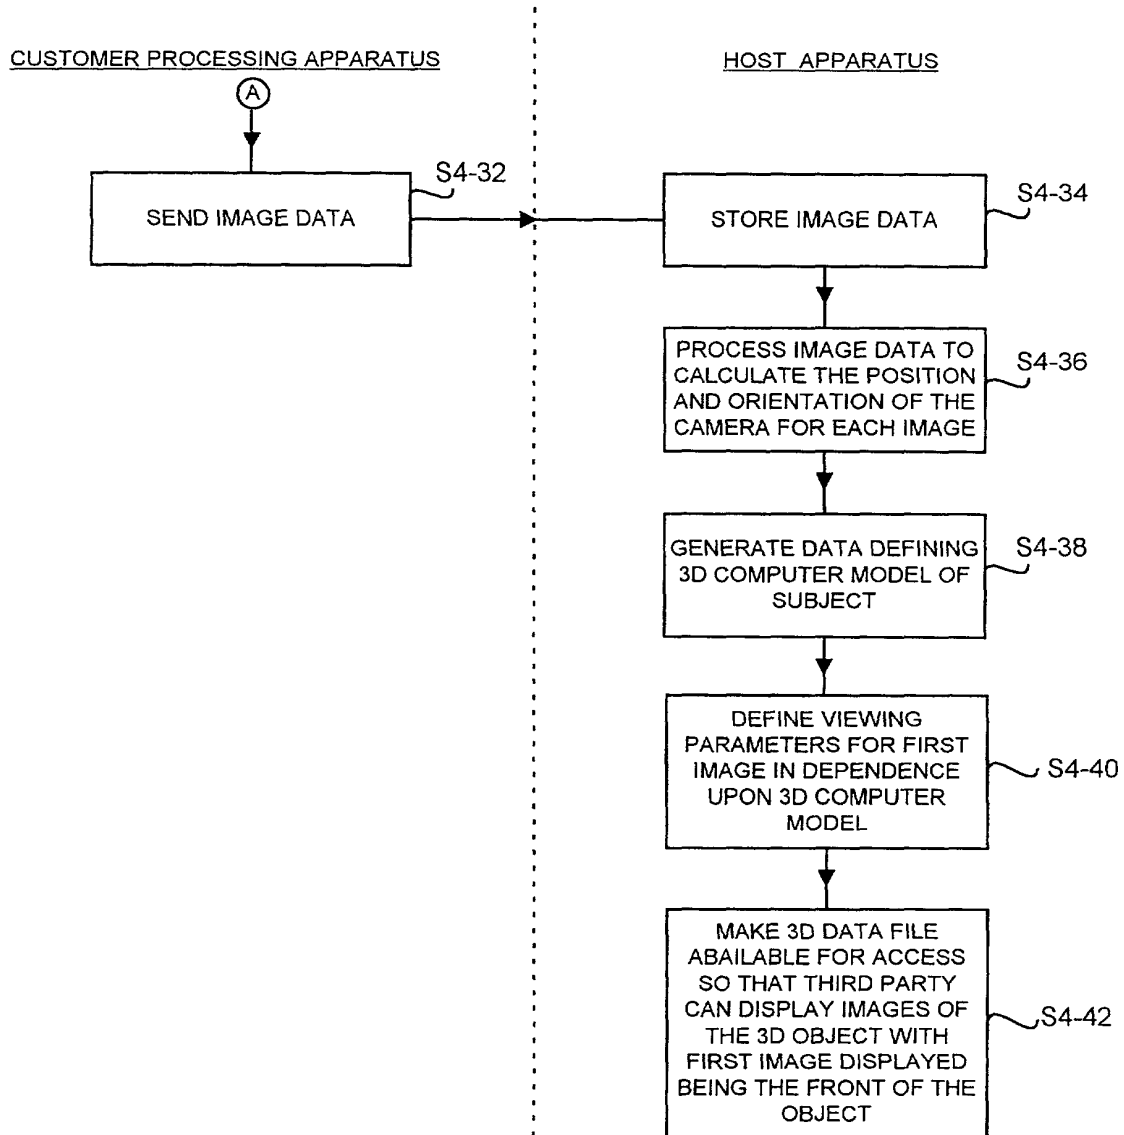 CUSTOMER PROCESSING APPARATUS
HOST APPARATUS
A
S4-32
SEND IMAGE DATA
STORE IMAGE DATA
S4-34
PROCESS IMAGE DATA TO
CALCULATE THE POSITION
AND ORIENTATION OF THE
CAMERA FOR EACH IMAGE
S4-36
GENERATE DATA DEFINING
3D COMPUTER MODEL OF
SUBJECT
S4-38
DEFINE VIEWING
PARAMETERS FOR FIRST
IMAGE IN DEPENDENCE
UPON 3D COMPUTER
MODEL
S4-40
MAKE 3D DATA FILE
ABAILABLE FOR ACCESS
SO THAT THIRD PARTY
CAN DISPLAY IMAGES OF
THE 3D OBJECT WITH
FIRST IMAGE DISPLAYED
BEING THE FRONT OF THE
OBJECT
S4-42